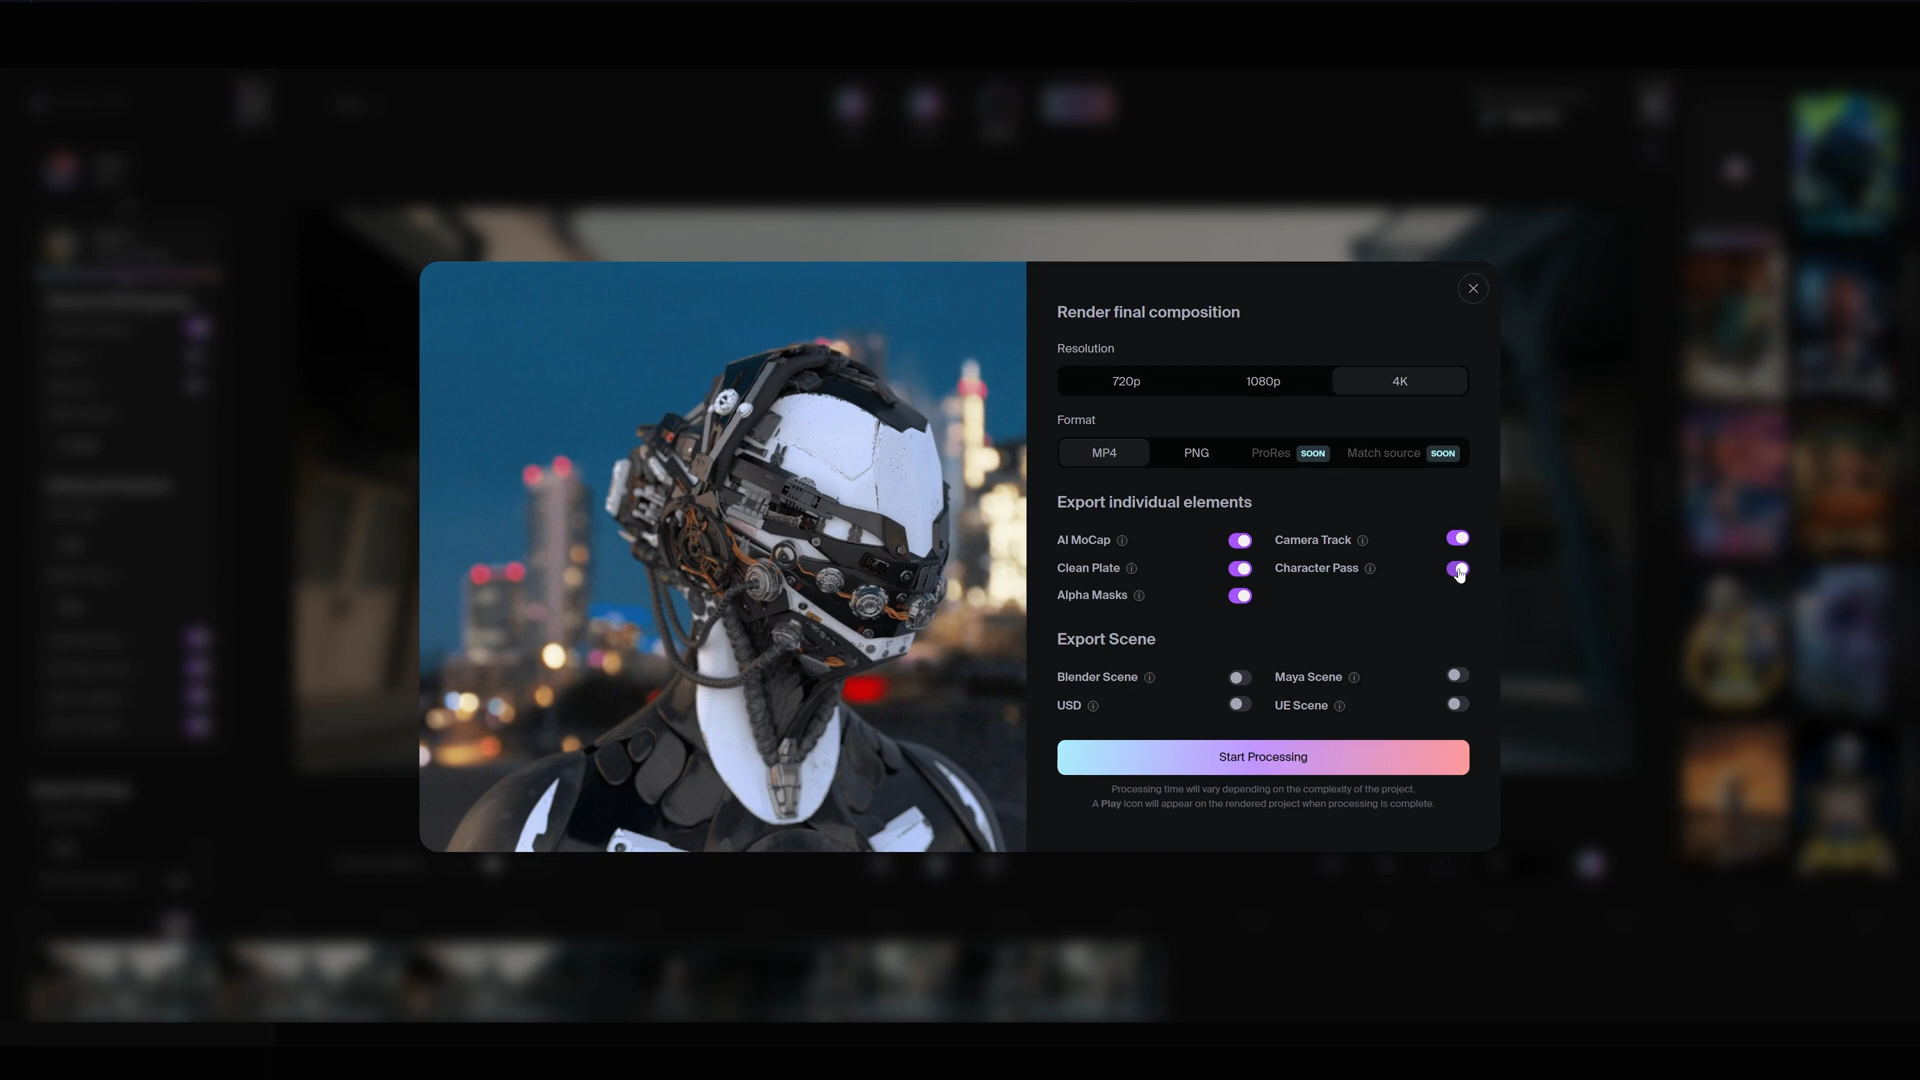 Render final composition
Resolution
720p 1080p 4K
Format
MP4 PNG ProRes SOON Match source SOON
Export individual elements
AI MoCap Camera Track
Clean Plate Character Pass
Alpha Masks
Export Scene
Blender Scene Maya Scene
USD UE Scene
Start Processing
Processing time will vary depending on the complexity of the project.
A Play icon will appear on the rendered project when processing is complete.